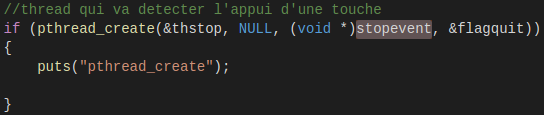 //thread qui va detecter l'appui d'une touche
if (pthread_create(&thstop, NULL, (void *)stopevent, &flagquit))
{
puts("pthread_create");
}